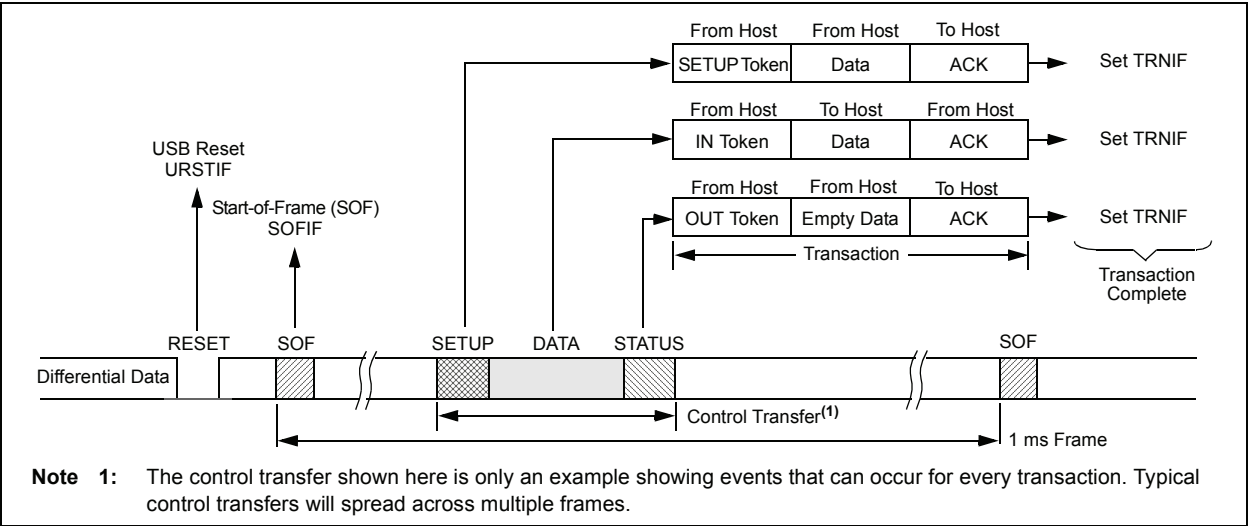 From Host From Host To Host
SETUP Token Data ACK Set TRNIF
From Host To Host From Host
IN Token Data ACK Set TRNIF
USB Reset
URSTIF
From Host From Host To Host
Start-of-Frame (SOF)
SOFIF
OUT Token Empty Data ACK Set TRNIF
Transaction
Transaction
Complete
RESET SOF SETUP DATA STATUS SOF
Differential Data
Control Transfer(1)
1 ms Frame
Note 1: The control transfer shown here is only an example showing events that can occur for every transaction. Typical
control transfers will spread across multiple frames.